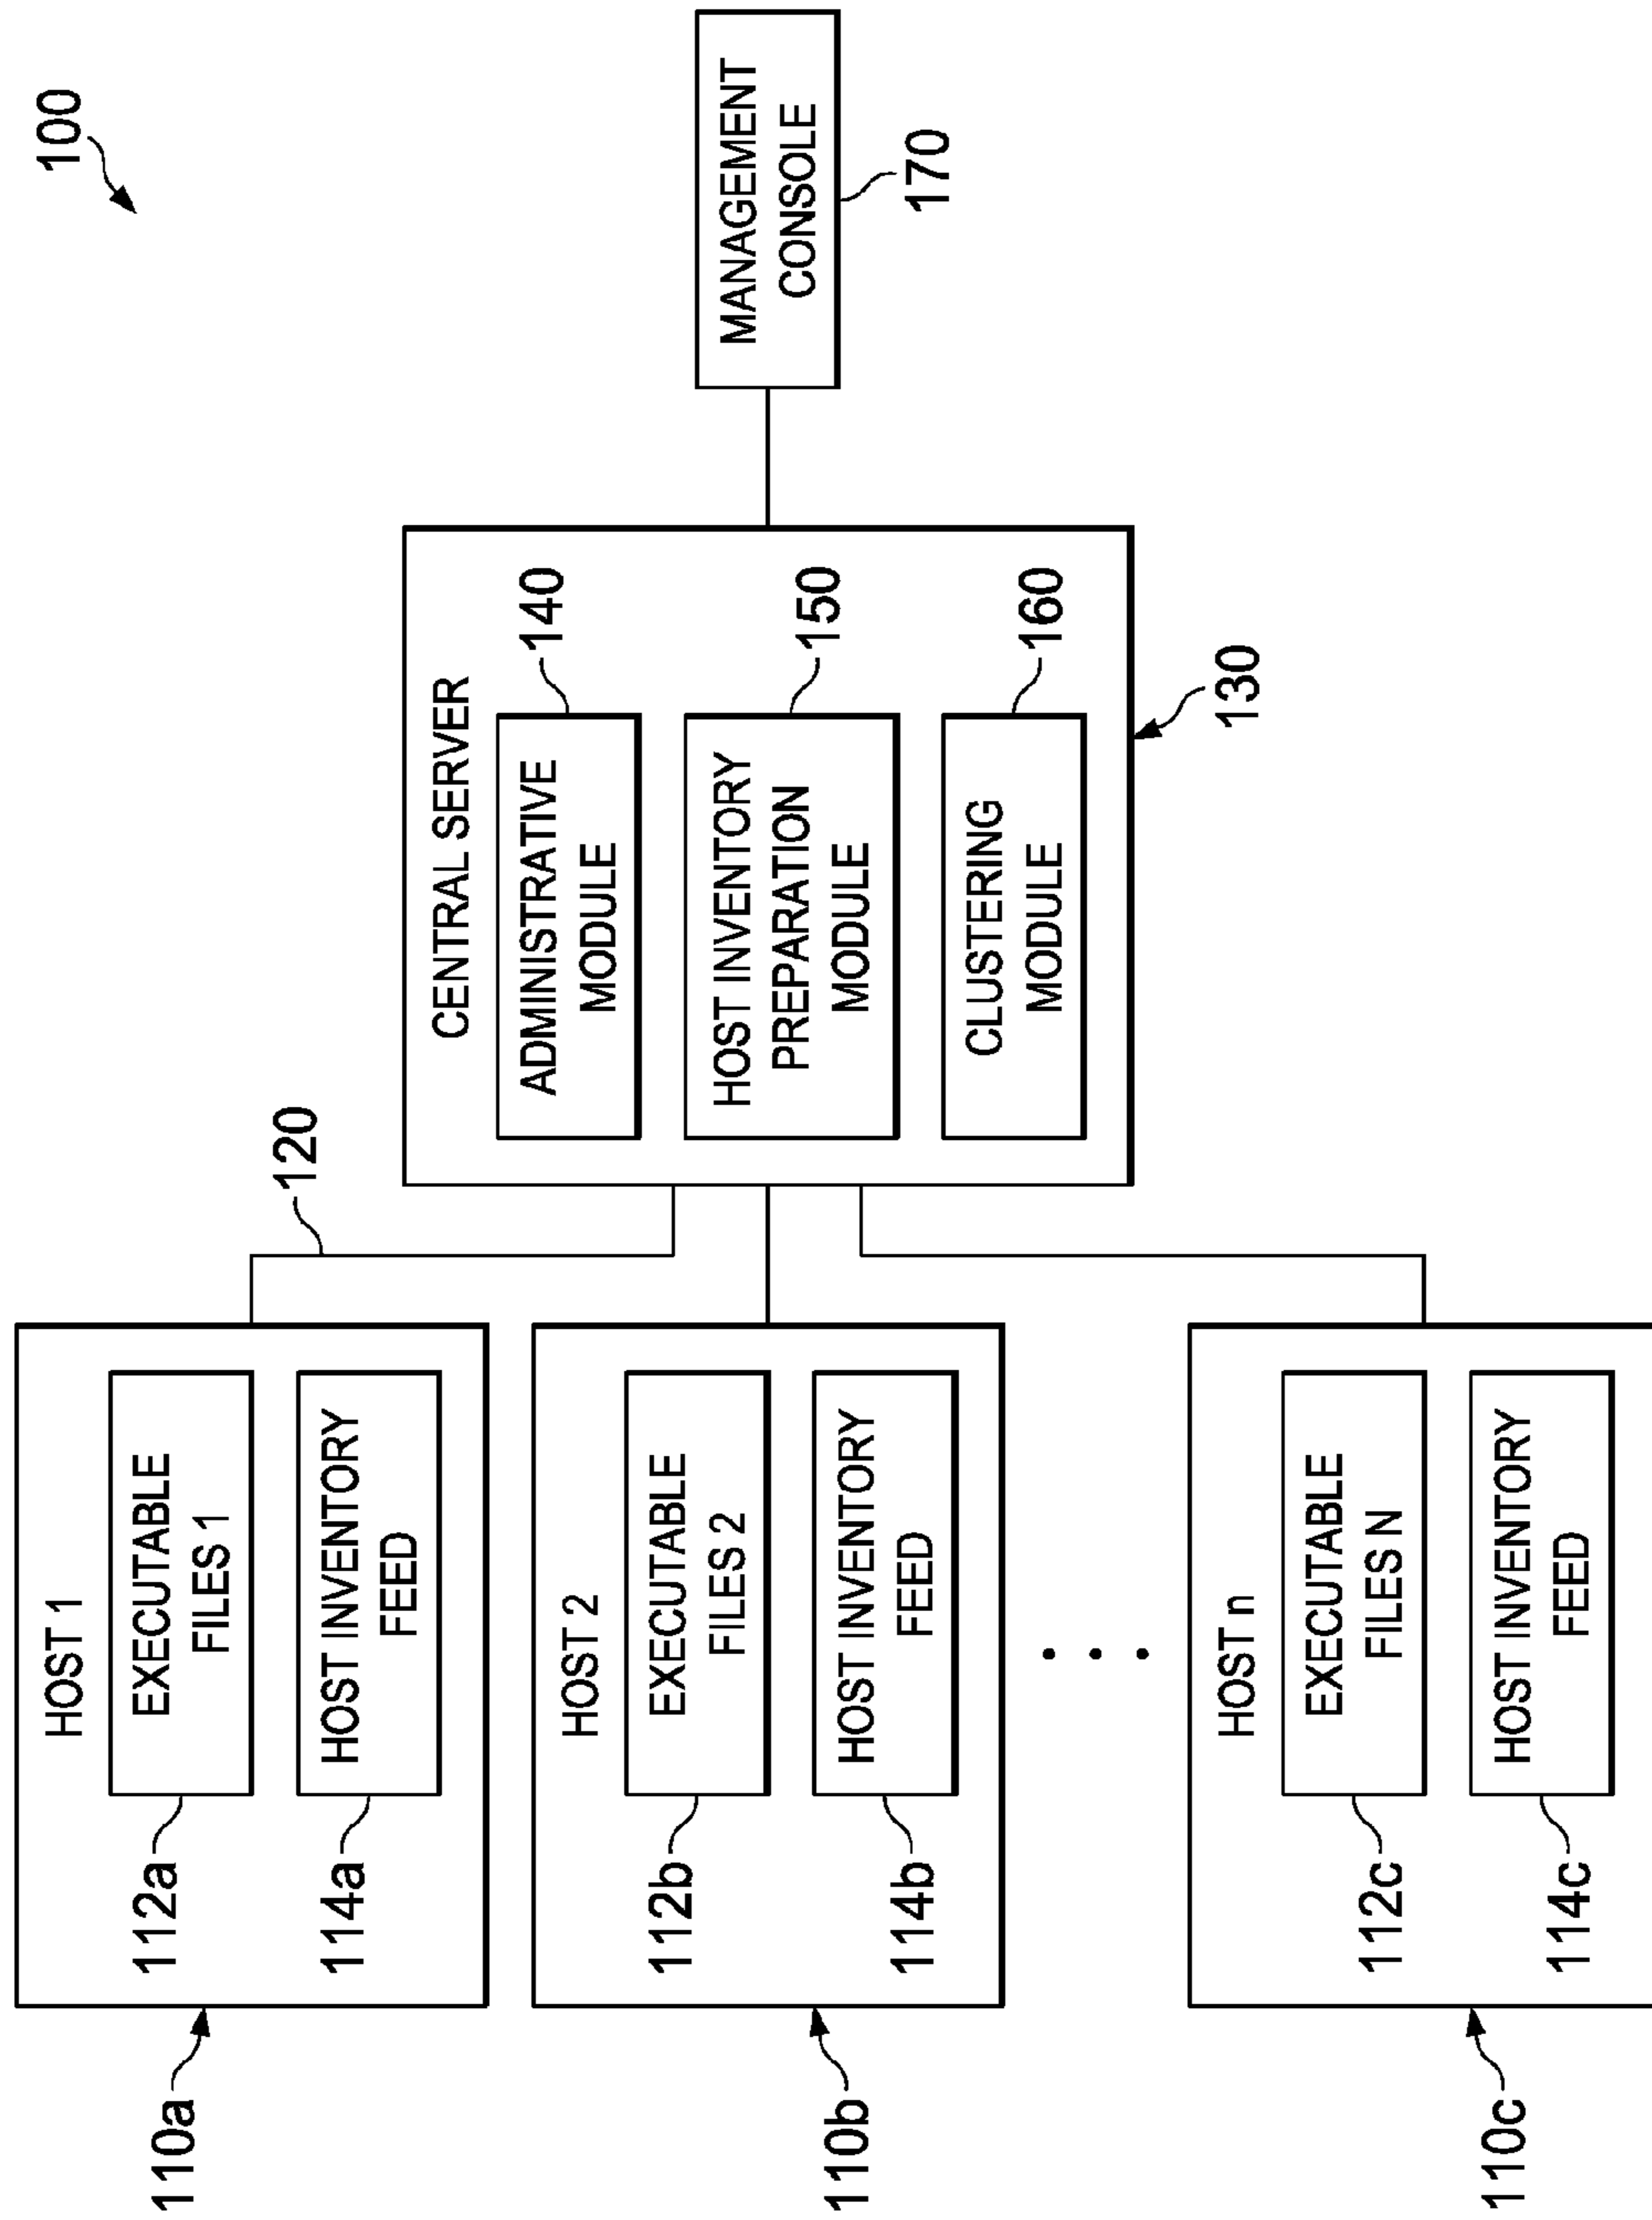 100
HOST 1
EXECUTABLE
FILES 1
112a
HOST INVENTORY
FEED
114a
110a
HOST 2
EXECUTABLE
FILES 2
112b
HOST INVENTORY
FEED
114b
110b
HOST n
EXECUTABLE
FILES N
112c
HOST INVENTORY
FEED
114c
110c
120
CENTRAL SERVER
ADMINISTRATIVE
MODULE
140
HOST INVENTORY
PREPARATION
MODULE
150
CLUSTERING
MODULE
160
130
MANAGEMENT
CONSOLE
170